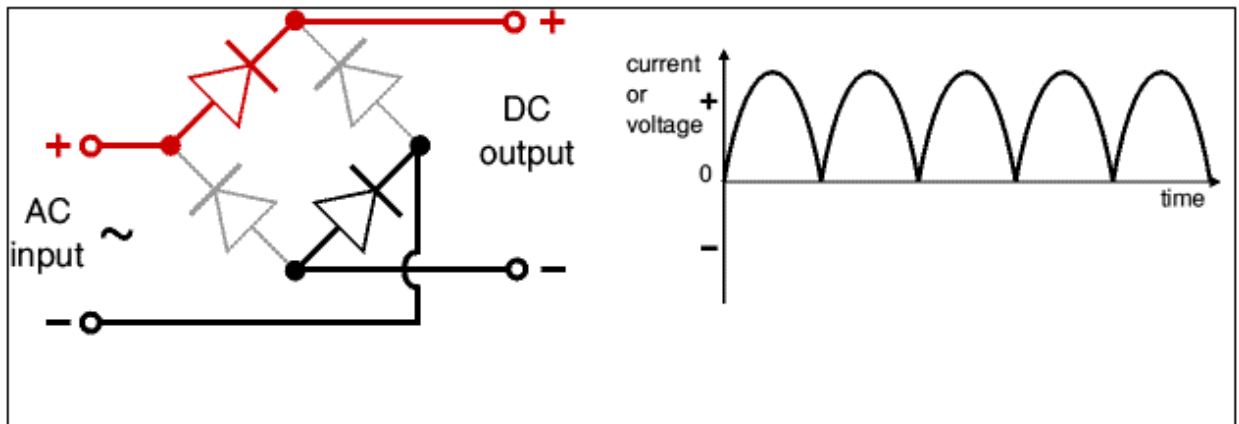 +
+
DC
output
AC
input ~
−
−
current
or
voltage
+
0
time
−